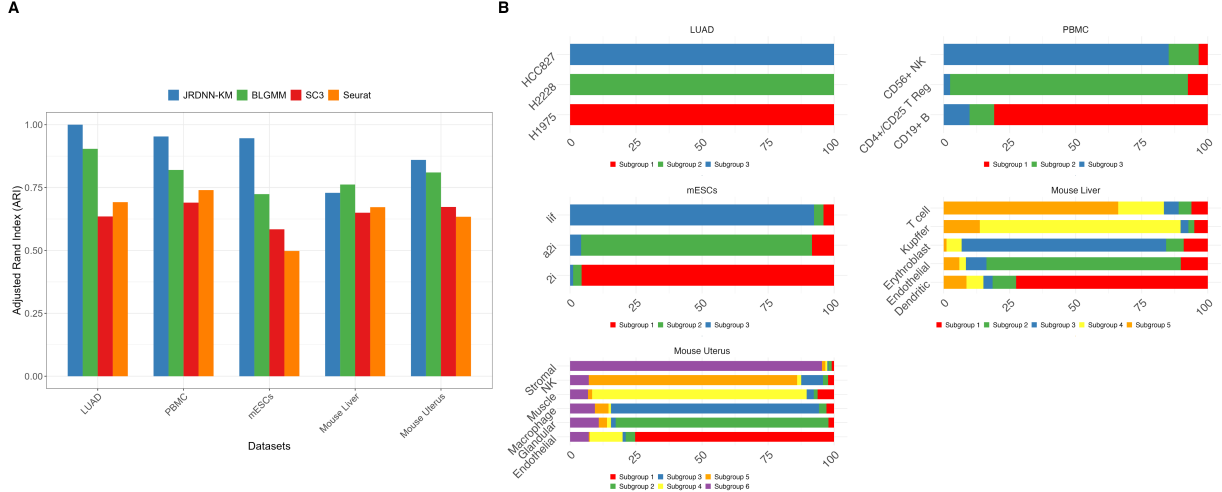 A
JRDNN-KM BLGMM SC3 Seurat
Adjusted Rand Index (ARI)
1.00
0.75
0.50
0.25
0.00
LUAD
PBMC
mESCs
Mouse Liver
Mouse Uterus
Datasets
B
LUAD
HCC827
H2228
H1975
0 25 50 75 100
Subgroup 1 Subgroup 2 Subgroup 3
PBMC
CD56+ NK
CD4+/CD25 T Reg
CD19+ B
0 25 50 75 100
Subgroup 1 Subgroup 2 Subgroup 3
mESCs
lif
a2i
2i
0 25 50 75 100
Subgroup 1 Subgroup 2 Subgroup 3
Mouse Liver
T cell
Kupffer
Erythroblast
Endothelial
Dendritic
0 25 50 75 100
Subgroup 1 Subgroup 2 Subgroup 3 Subgroup 4 Subgroup 5
Mouse Uterus
Stromal
NK
Muscle
Macrophage
Glandular
Endothelial
0 25 50 75 100
Subgroup 1 Subgroup 3 Subgroup 5
Subgroup 2 Subgroup 4 Subgroup 6